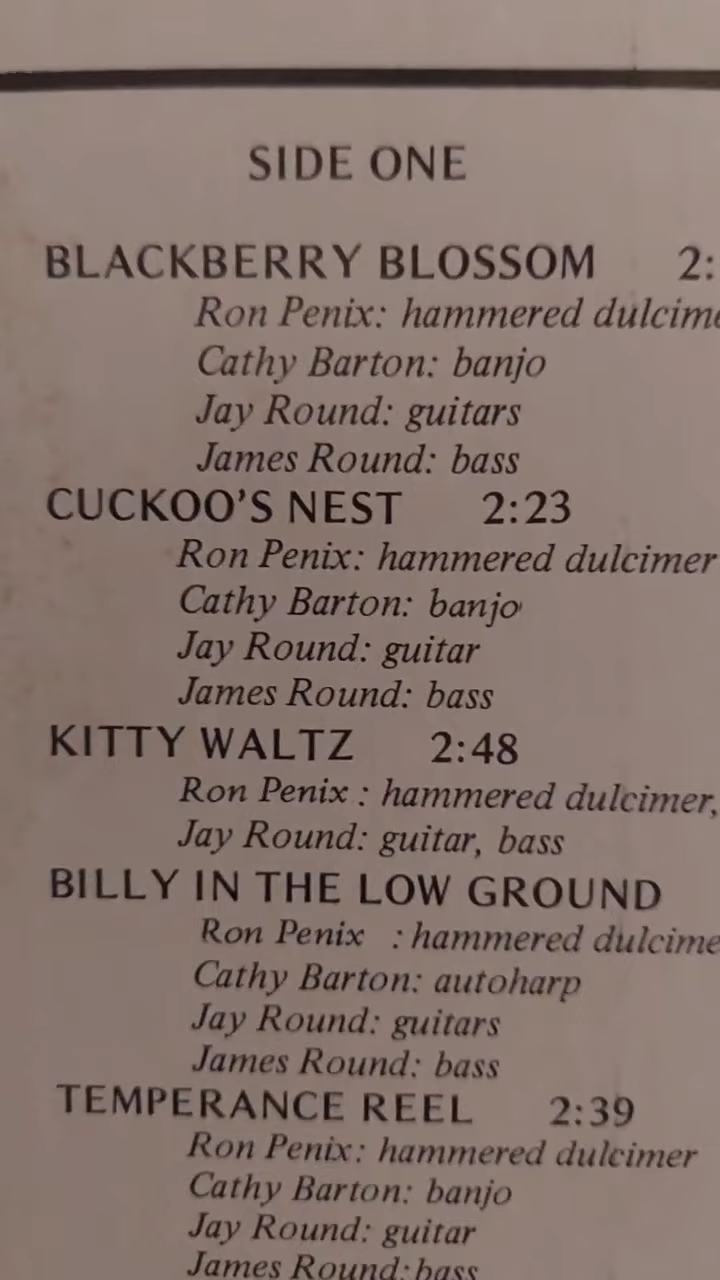 SIDE ONE
BLACKBERRY BLOSSOM 2:
Ron Penix: hammered dulcime
Cathy Barton: banjo
Jay Round: guitars
James Round: bass
CUCKOO'S NEST 2:23
Ron Penix: hammered dulcimer
Cathy Barton: banjo
Jay Round: guitar
James Round: bass
KITTY WALTZ 2:48
Ron Penix : hammered dulcimer,
Jay Round: guitar, bass
BILLY IN THE LOW GROUND
Ron Penix : hammered dulcime
Cathy Barton: autoharp
Jay Round: guitars
James Round: bass
TEMPERANCE REEL 2:39
Ron Penix: hammered dulcimer
Cathy Barton: banjo
Jay Round: guitar
James Round: bass